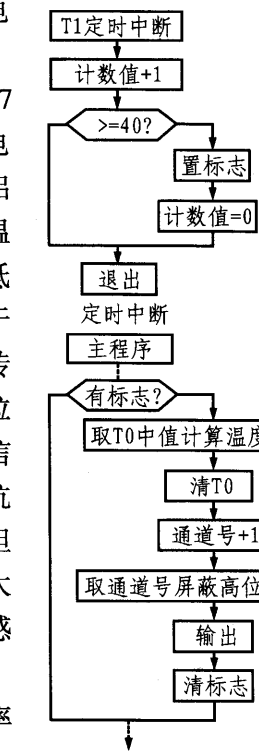 T1定时中断
计数值+1
>=40?
置标志
计数值=0
退出
定时中断
主程序
有标志?
取T0中值计算温度
清T0
通道号+1
取通道号屏蔽高位
输出
清标志